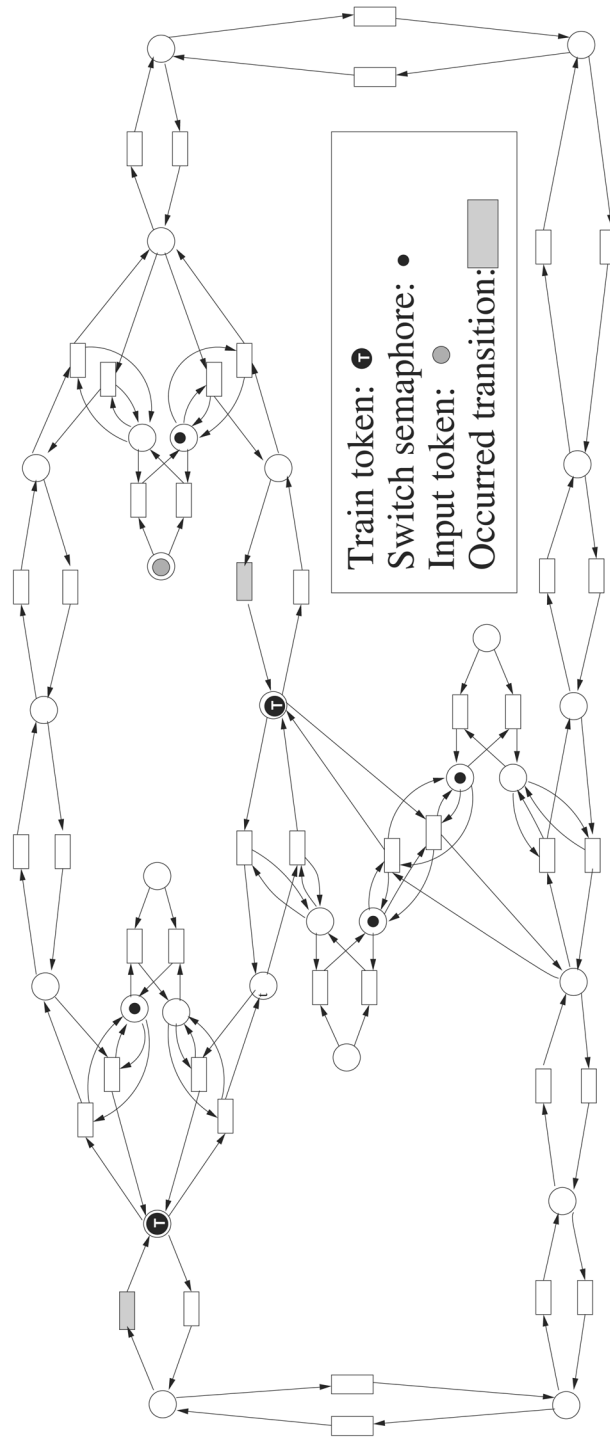 T
T
t
Train token: T
Switch semaphore:
Input token:
Occurred transition: